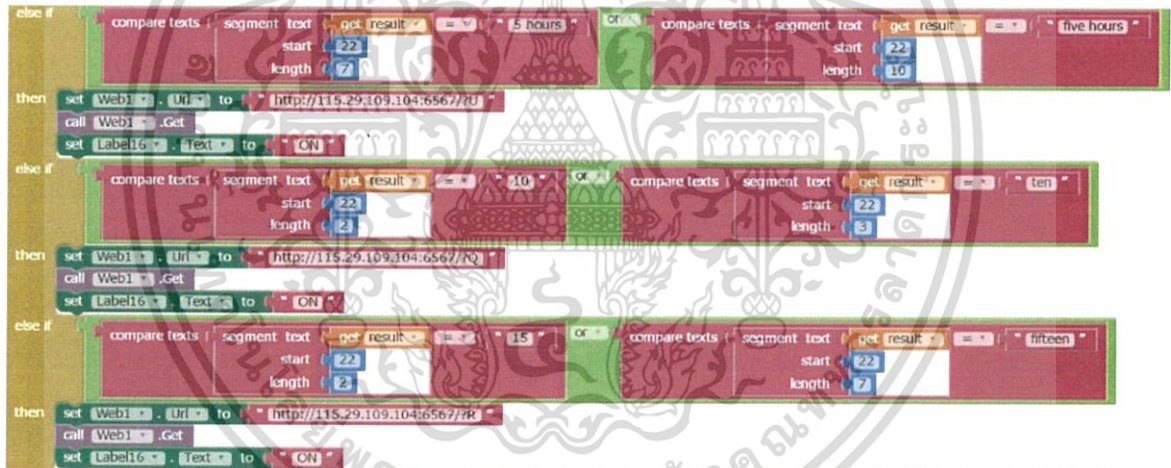 else if compare texts segment text get result = " 5 hours " or compare texts segment text get result = " five hours "
start 22 start 22
length 7 length 10
then set Web1 . Url to " http://115.29.109.104:6567/?U "
call Web1 .Get
set Label16 . Text to " ON "
else if compare texts segment text get result = " 10 " or compare texts segment text get result = " ten "
start 22 start 22
length 2 length 3
then set Web1 . Url to " http://115.29.109.104:6567/?Q "
call Web1 .Get
set Label16 . Text to " ON "
else if compare texts segment text get result = " 15 " or compare texts segment text get result = " fifteen "
start 22 start 22
length 2 length 7
then set Web1 . Url to " http://115.29.109.104:6567/?R "
call Web1 .Get
set Label16 . Text to " ON "